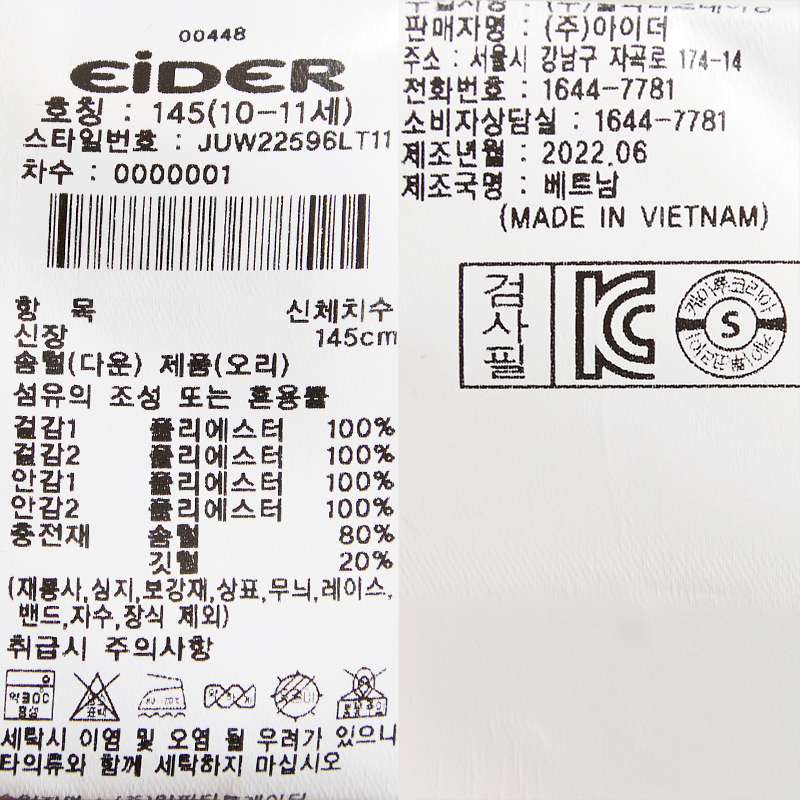 00448
EiDER
호칭 : 145(10-11세)
스타일번호 : JUW22596LT11
차수 : 0000001
항 목 신체치수
신장 145cm
솜털(다운) 제품(오리)
섬유의 조성 또는 혼용률
겉감1 폴리에스터 100%
겉감2 폴리에스터 100%
안감1 폴리에스터 100%
안감2 폴리에스터 100%
충전재 솜털 80%
깃털 20%
(재봉사,심지,보강재,상표,무늬,레이스,
밴드,자수,장식 제외)
취급시 주의사항
약30℃
중성
염소
표백
세탁시 이염 및 오염 될 우려가 있으니
타의류와 함께 세탁하지 마십시오
판매자명 : (주)아이더
주소 : 서울시 강남구 자곡로 174-14
전화번호 : 1644-7781
소비자상담실 : 1644-7781
제조년월 : 2022.06
제조국명 : 베트남
(MADE IN VIETNAM)
검사필
KC
S